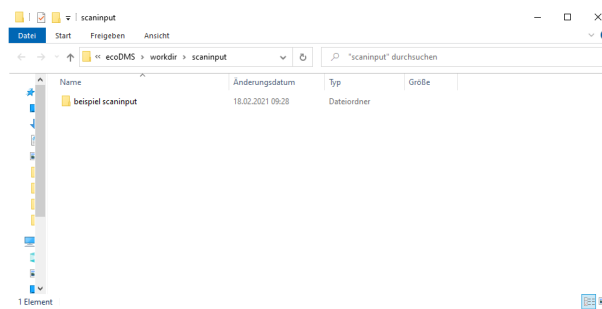 scaninput
Datei Start Freigeben Ansicht
« ecoDMS › workdir › scaninput "scaninput" durchsuchen
Name Änderungsdatum Typ Größe
beispiel scaninput 18.02.2021 09:28 Dateiordner
1 Element